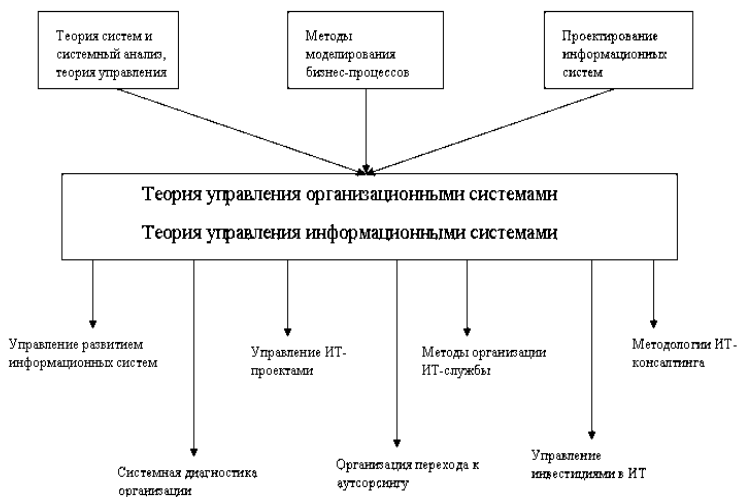 Теория систем и
системный анализ,
теория управления
Методы
моделирования
бизнес-процессов
Проектирование
информационных
систем
Теория управления организационными системами
Теория управления информационными системами
Управление развитием
информационных систем
Управление ИТ-
проектами
Методы организации
ИТ-службы
Методологии ИТ-
консалтинга
Системная диагностика
организации
Организация перехода к
аутсорсингу
Управление
инвестициями в ИТ